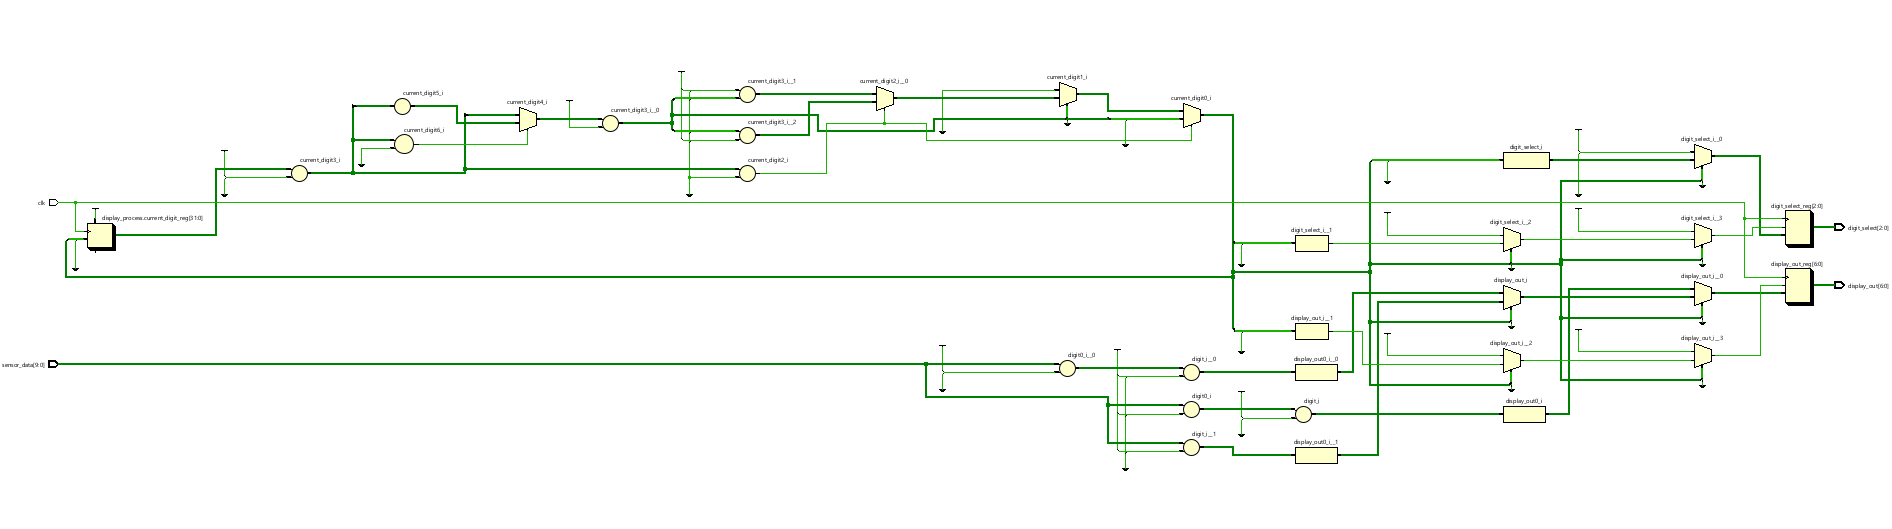 current_digit3_i__1
current_digit2_i__0
current_digit1_i
current_digit5_i
current_digit4_i
current_digit3_i__0
current_digit0_i
current_digit6_i
current_digit3_i__2
digit_select_i__0
digit_select_i
current_digit3_i
current_digit2_i
clk
display_process.current_digit_reg[31:0]
digit_select_reg[2:0]
digit_select_i__1
digit_select_i__2
digit_select_i__3
digit_select[2:0]
display_out_reg[6:0]
display_out_i
display_out_i__0
display_out[6:0]
display_out_i__1
display_out_i__2
display_out_i__3
sensor_data[9:0]
digit0_i__0
digit_i__0
display_out0_i__0
digit0_i
digit_i
display_out0_i
digit_i__1
display_out0_i__1